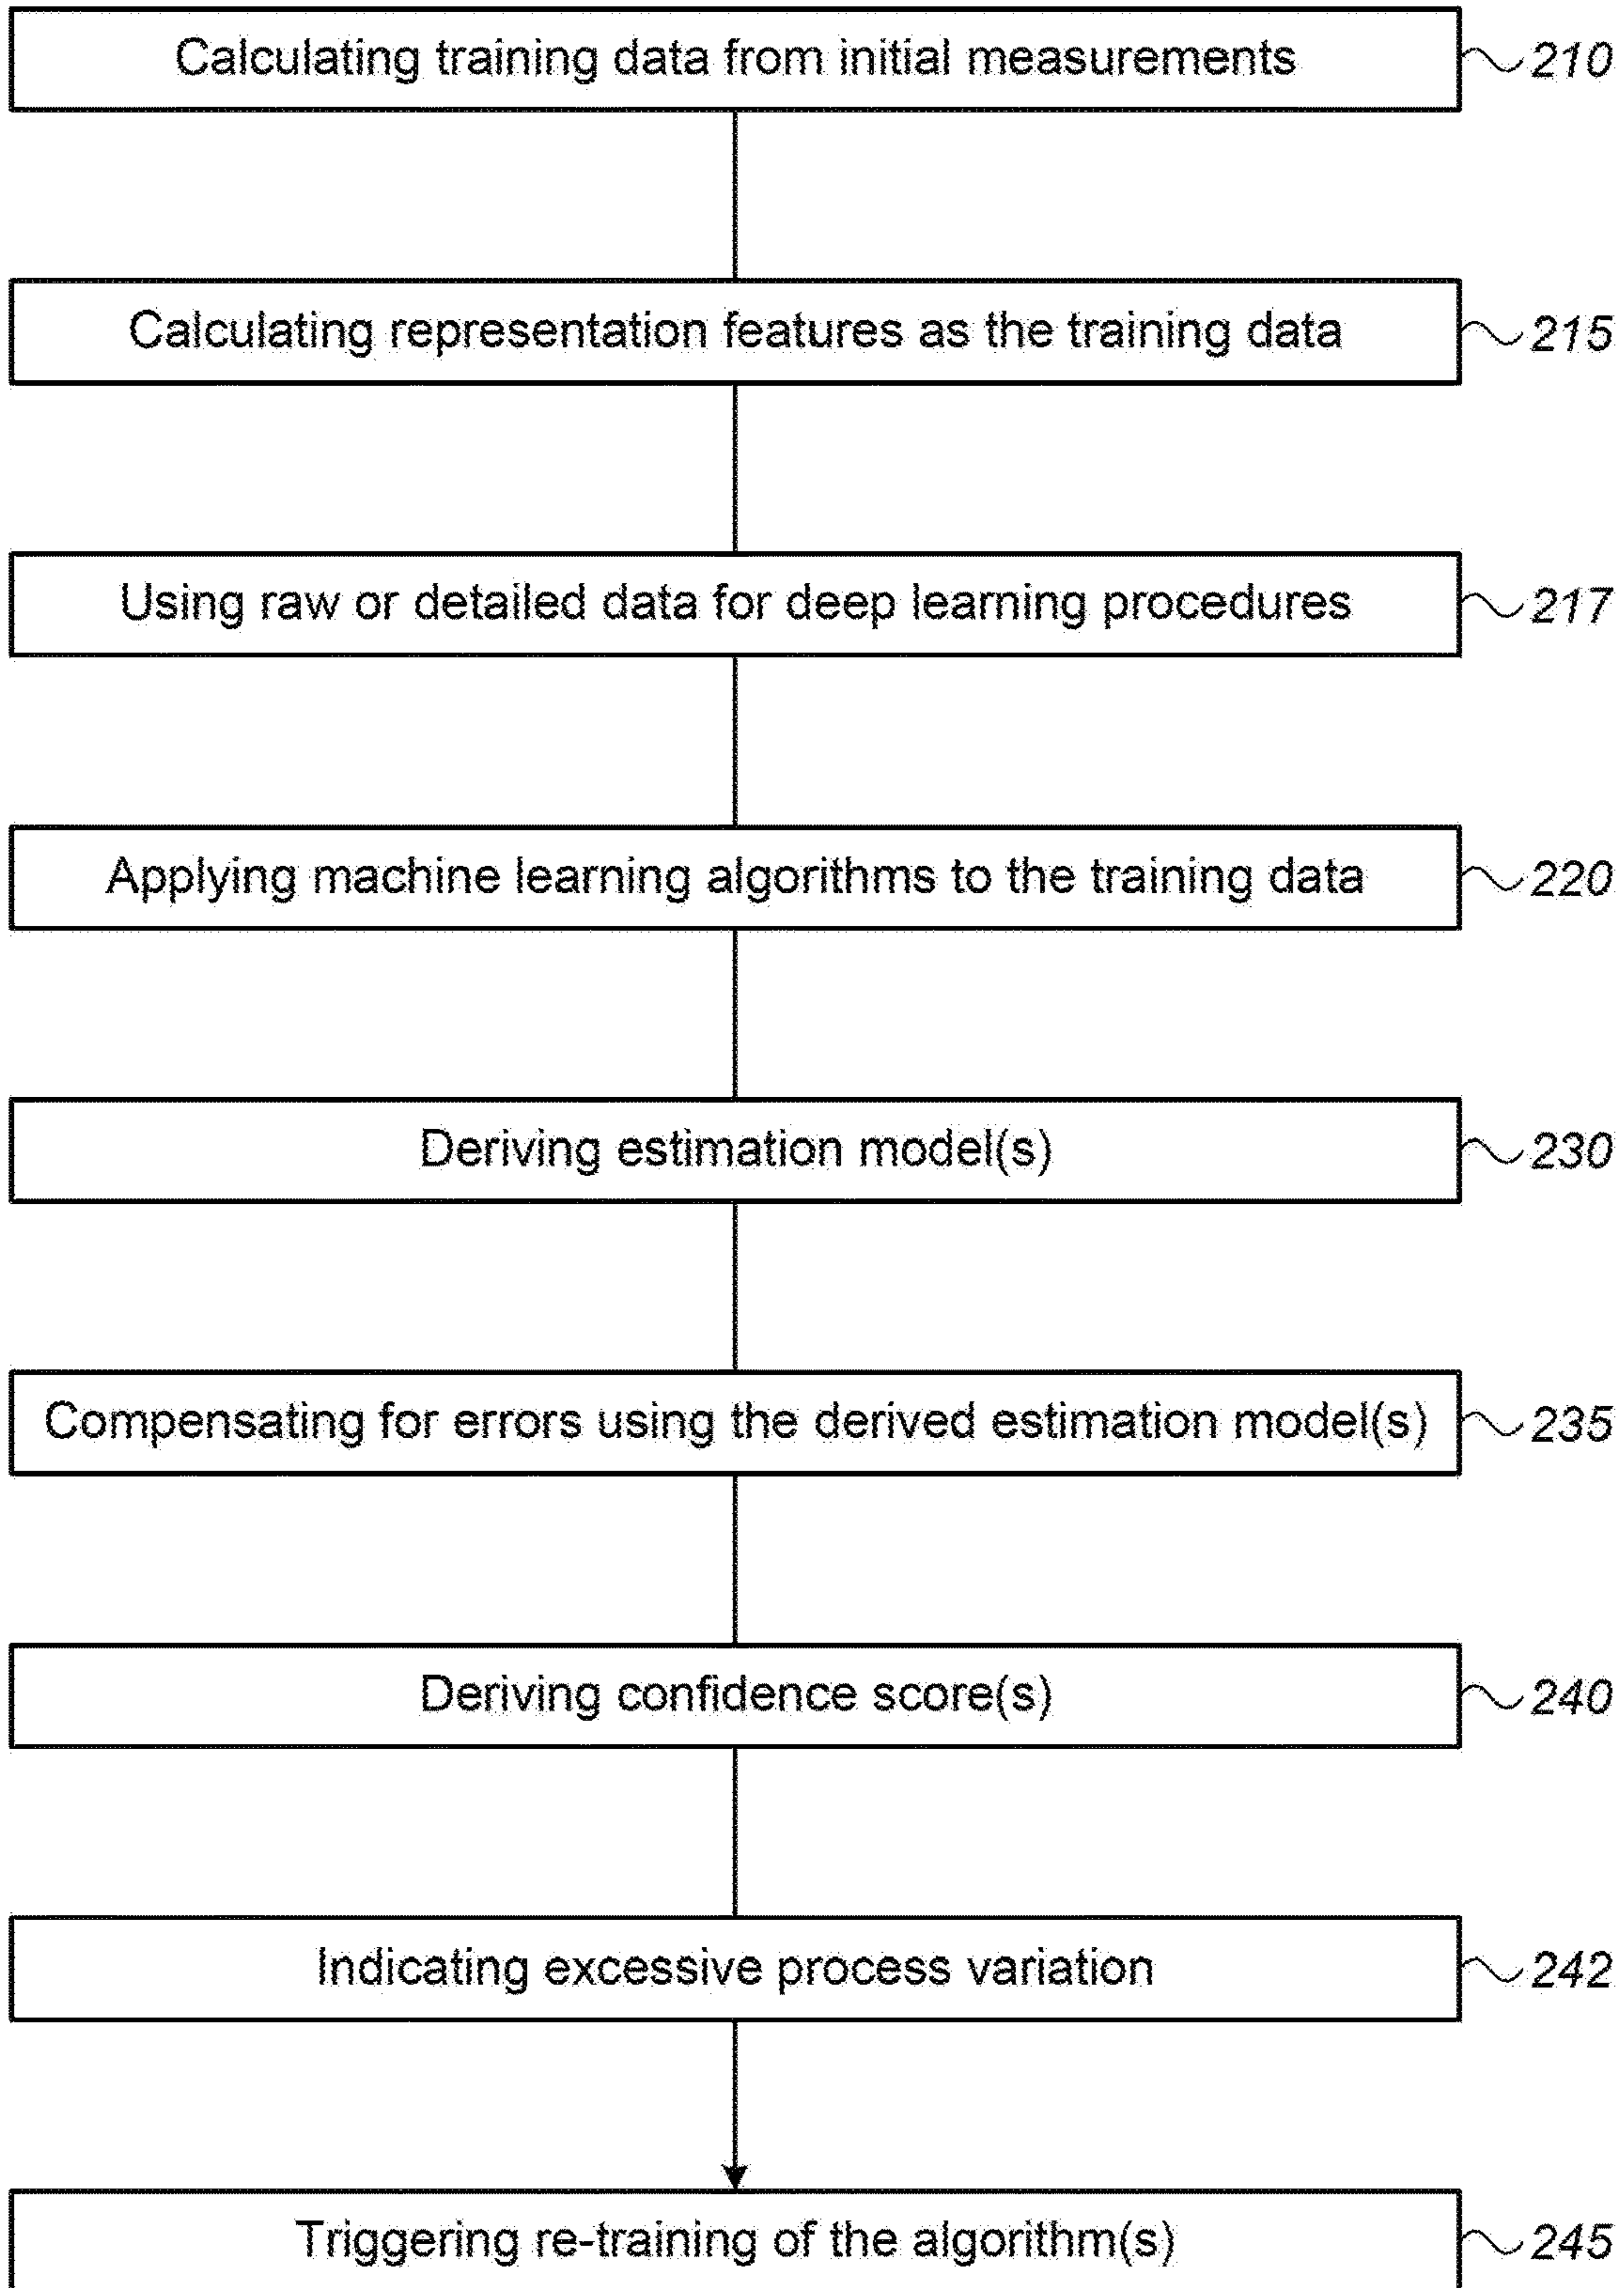 Calculating training data from initial measurements 210
Calculating representation features as the training data 215
Using raw or detailed data for deep learning procedures 217
Applying machine learning algorithms to the training data 220
Deriving estimation model(s) 230
Compensating for errors using the derived estimation model(s) 235
Deriving confidence score(s) 240
Indicating excessive process variation 242
Triggering re-training of the algorithm(s) 245